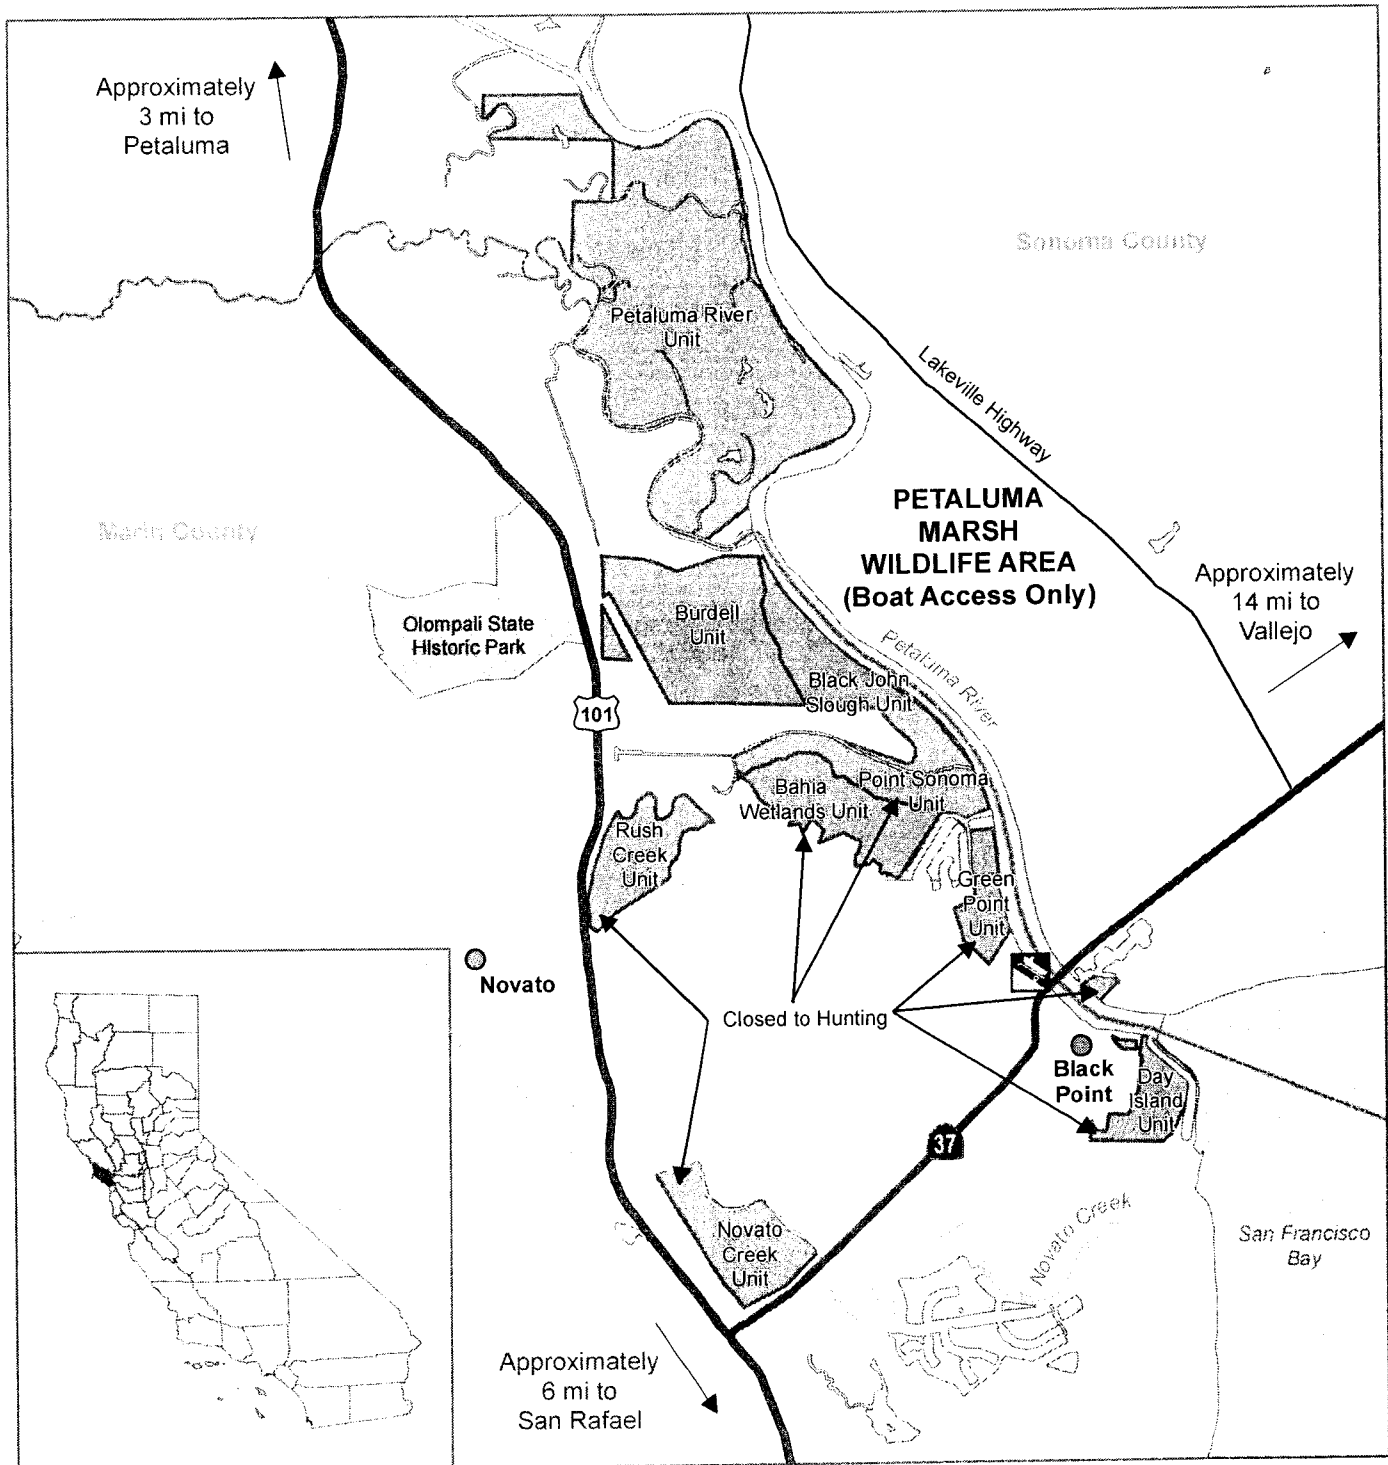 Approximately
3 mi to
Petaluma
Sonoma County
Petaluma River
Unit
Lakeville Highway
PETALUMA
MARSH
WILDLIFE AREA
(Boat Access Only)
Marin County
Approximately
14 mi to
Vallejo
Olompali State
Historic Park
Burdell
Unit
Petaluma River
Black John
Slough Unit
101
Point Sonoma
Unit
Bahia
Wetlands Unit
Rush
Creek
Unit
Green
Point
Unit
Novato
Closed to Hunting
Black
Point
Day
Island
Unit
37
Novato
Creek
Unit
Novato Creek
San Francisco
Bay
Approximately
6 mi to
San Rafael